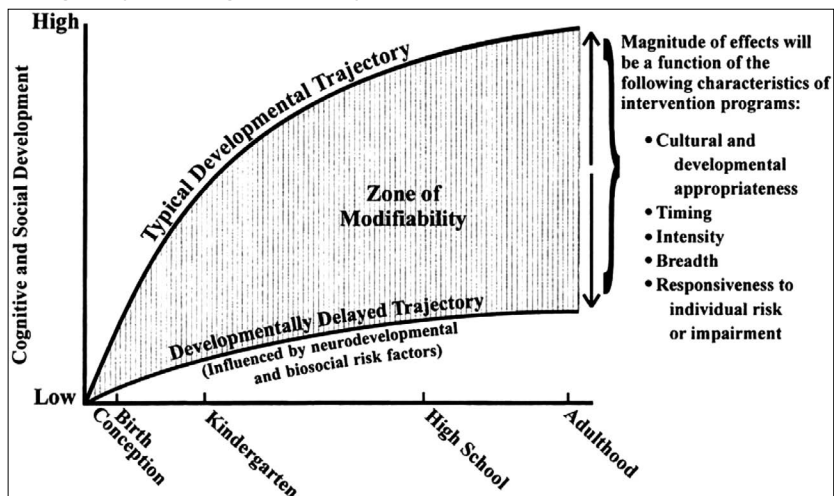 High
Cognitive and Social Development
Low
Typical Developmental Trajectory
Zone of
Modifiability
Developmentally Delayed Trajectory
(Influenced by neurodevelopmental
and biosocial risk factors)
Conception
Birth
Kindergarten
High School
Adulthood
Magnitude of effects will
be a function of the
following characteristics of
intervention programs:
• Cultural and
developmental
appropriateness
• Timing
• Intensity
• Breadth
• Responsiveness to
individual risk
or impairment